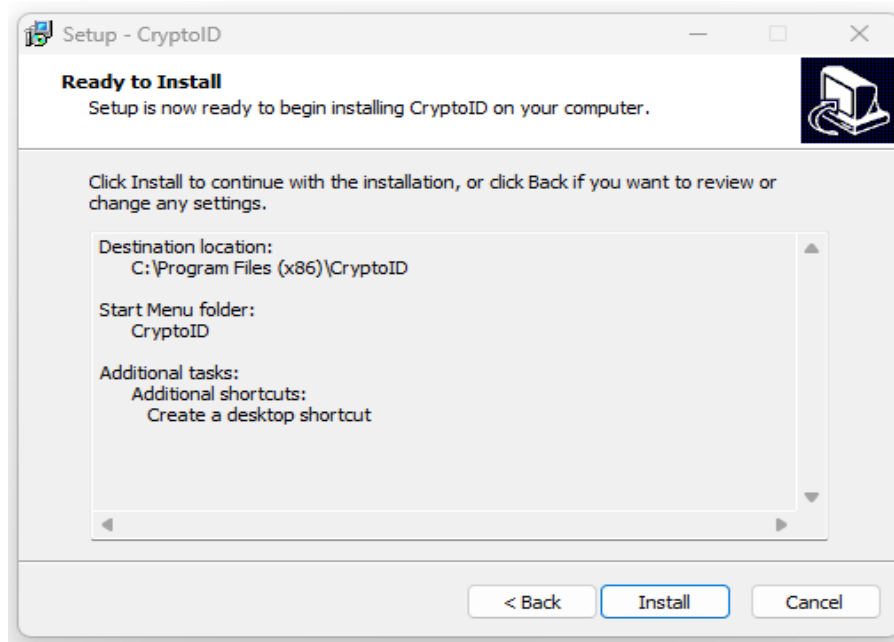 Setup - CryptoID
Ready to Install
Setup is now ready to begin installing CryptoID on your computer.
Click Install to continue with the installation, or click Back if you want to review or
change any settings.
Destination location:
C:\Program Files (x86)\CryptoID
Start Menu folder:
CryptoID
Additional tasks:
Additional shortcuts:
Create a desktop shortcut
< Back
Install
Cancel